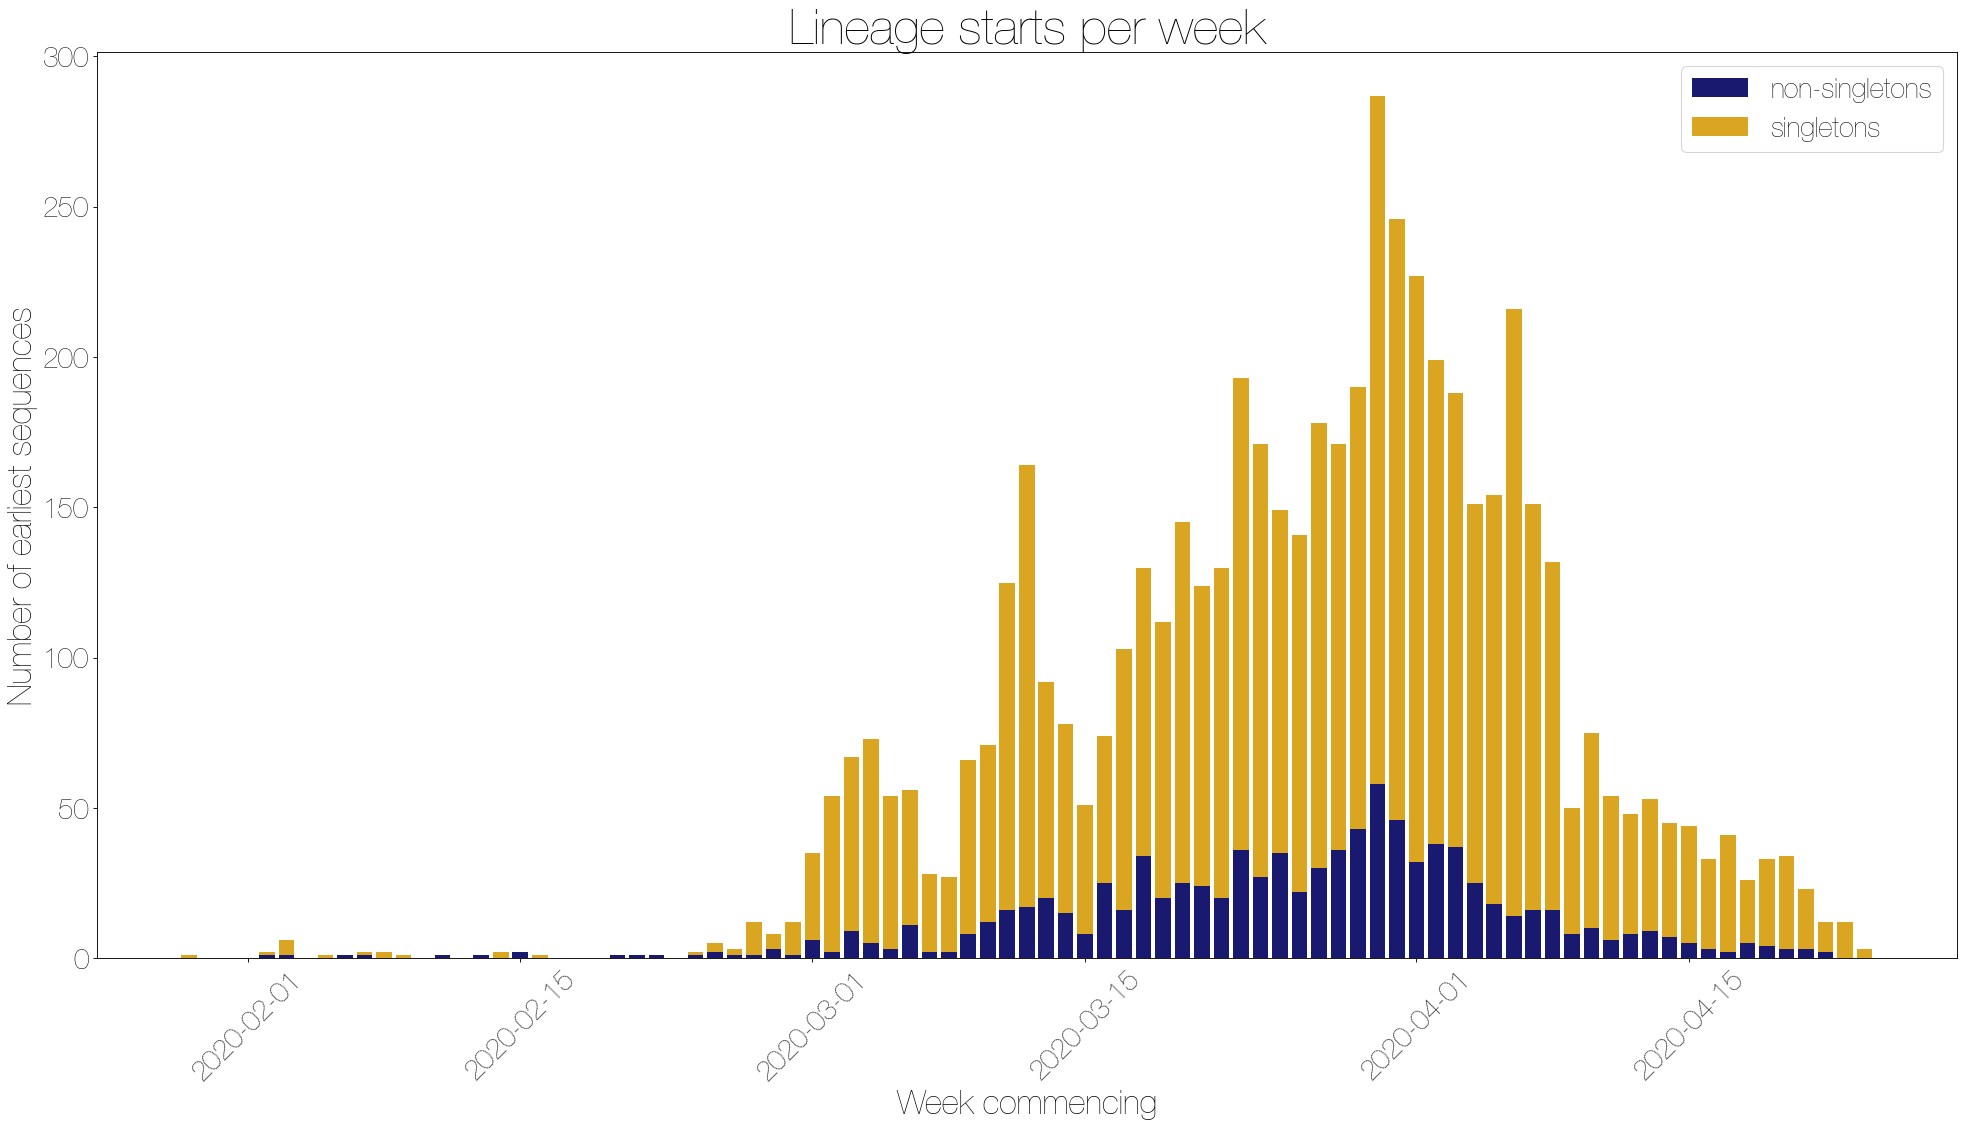 Lineage starts per week
non-singletons
singletons
Number of earliest sequences
300
250
200
150
100
50
0
2020-02-01
2020-02-15
2020-03-01
2020-03-15
2020-04-01
2020-04-15
Week commencing